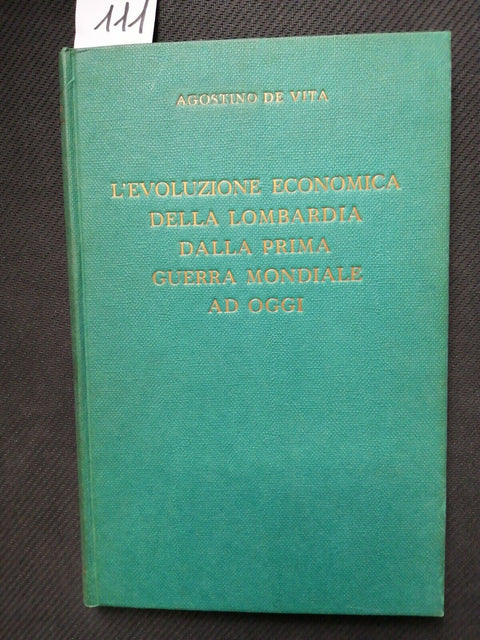 111
AGOSTINO DE VITA
L'EVOLUZIONE ECONOMICA
DELLA LOMBARDIA
DALLA PRIMA
GUERRA MONDIALE
AD OGGI